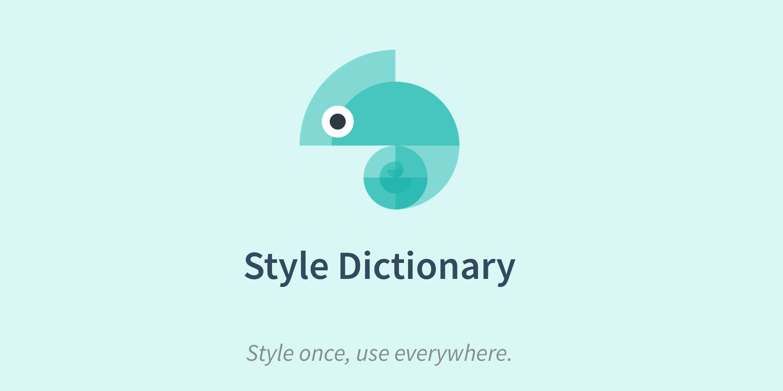 Style Dictionary
Style once, use everywhere.